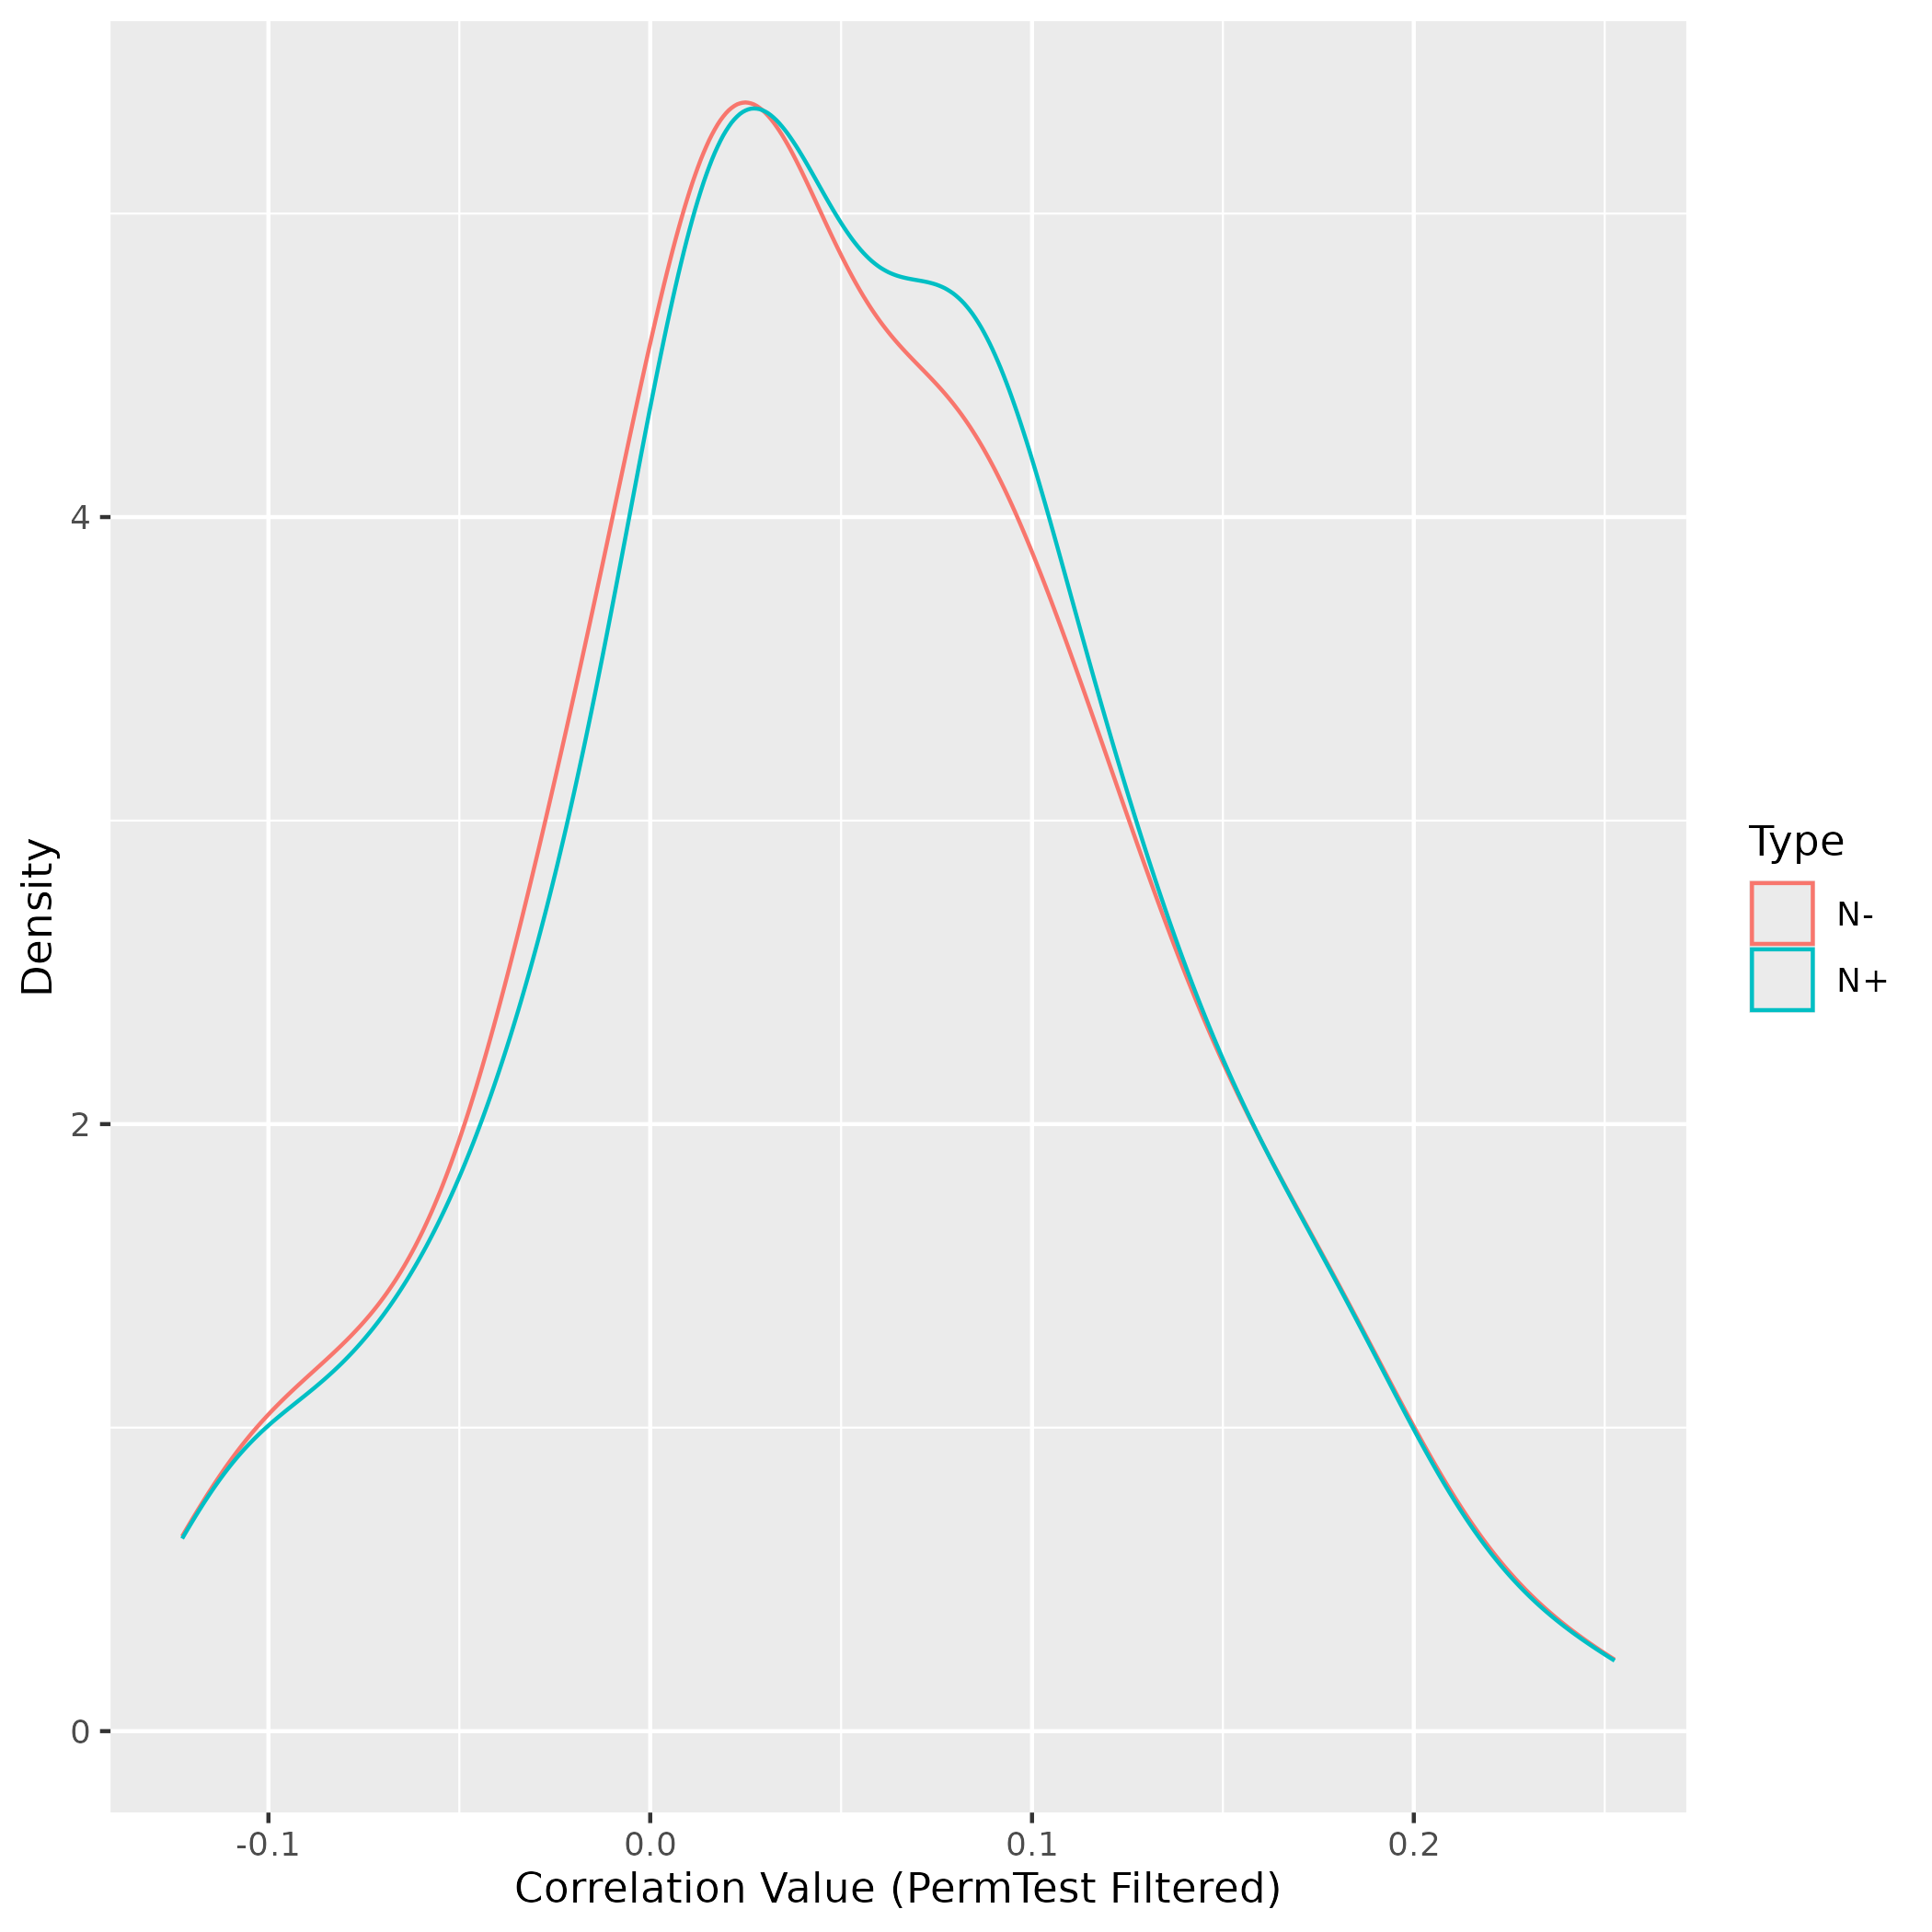 Density
4
2
0
-0.1
0.0
0.1
0.2
Correlation Value (PermTest Filtered)
Type
N-
N+